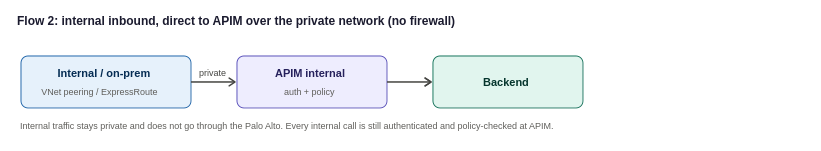 Flow 2: internal inbound, direct to APIM over the private network (no firewall)
Internal / on-prem
VNet peering / ExpressRoute
private
APIM internal
auth + policy
Backend
Internal traffic stays private and does not go through the Palo Alto. Every internal call is still authenticated and policy-checked at APIM.